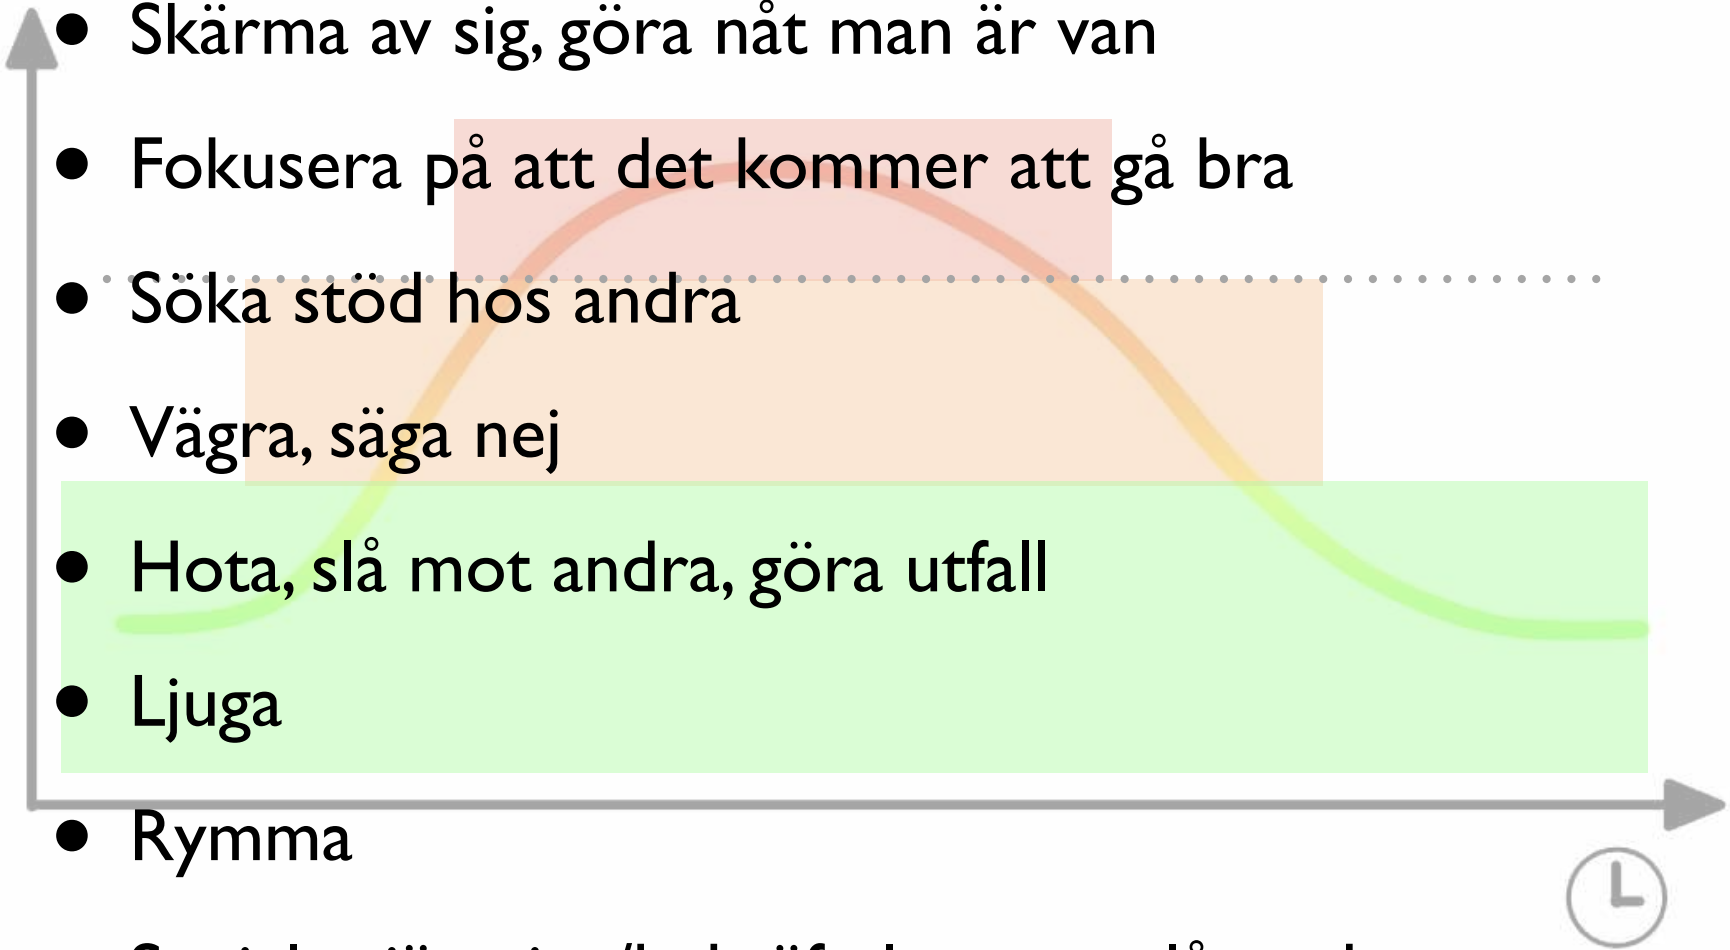 • Skärma av sig, göra nåt man är van
• Fokusera på att det kommer att gå bra
• Söka stöd hos andra
• Vägra, säga nej
• Hota, slå mot andra, göra utfall
• Ljuga
• Rymma